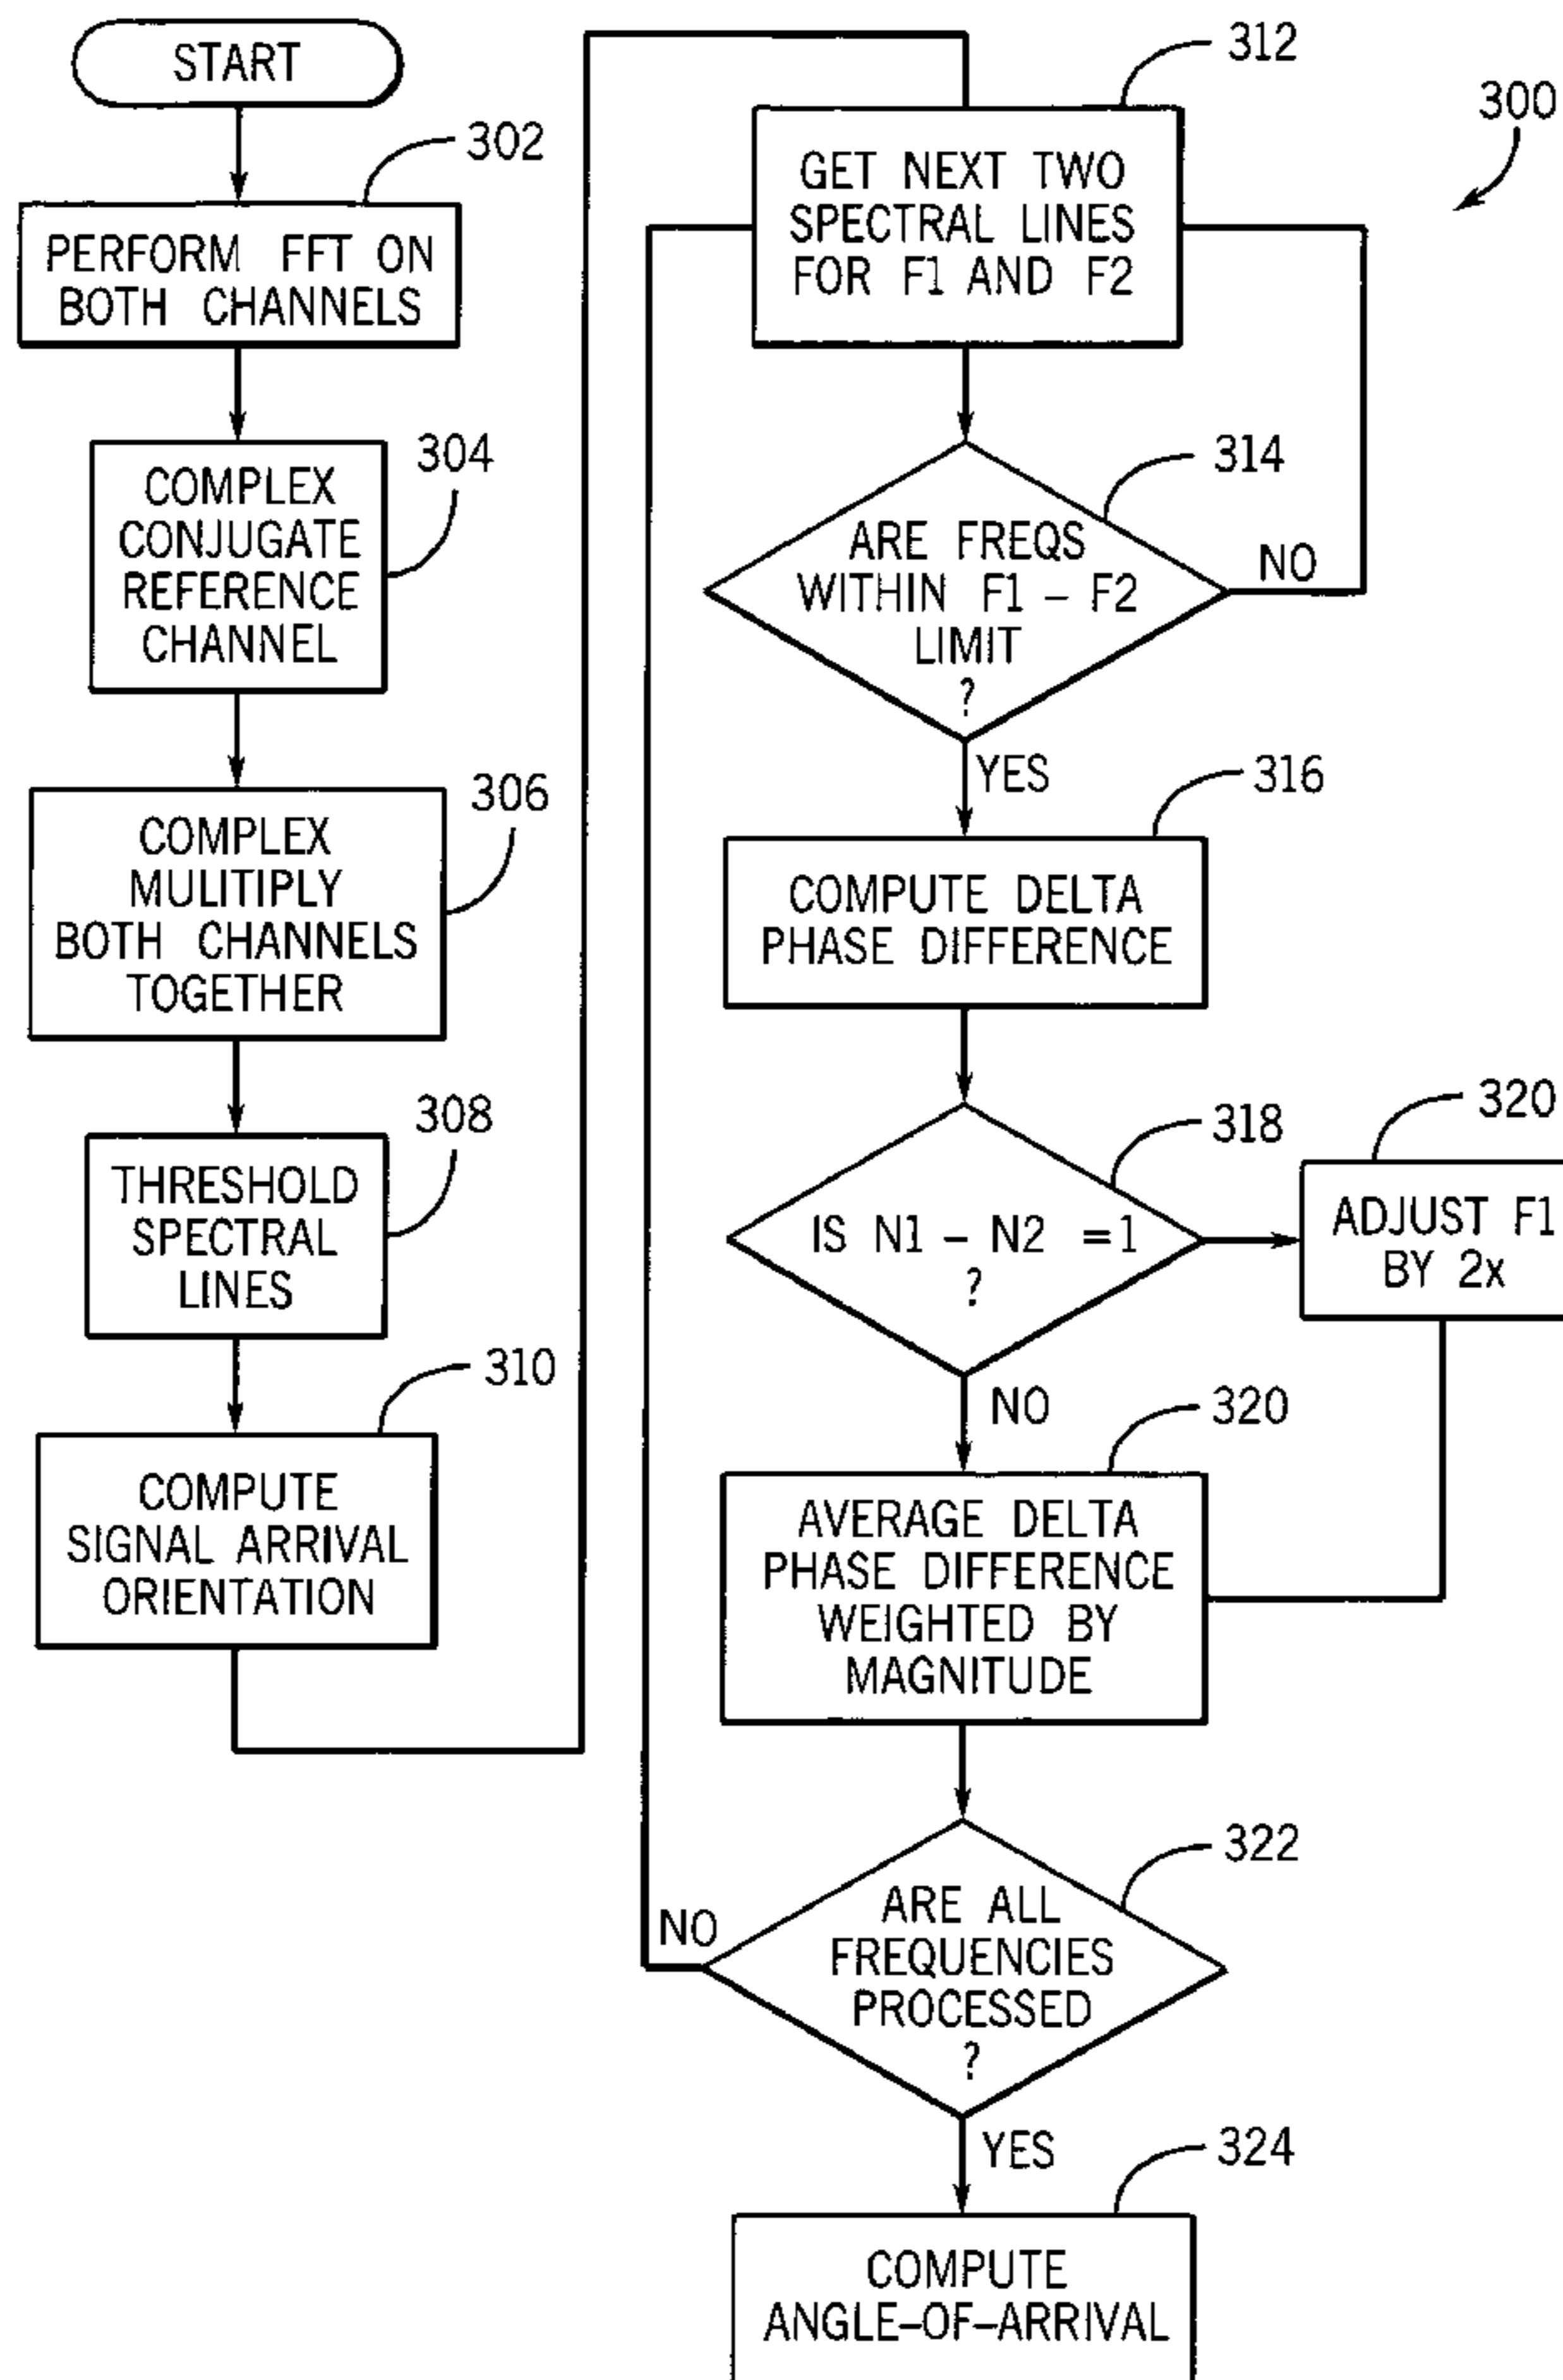 START
302
PERFORM FFT ON
BOTH CHANNELS
304
COMPLEX
CONJUGATE
REFERENCE
CHANNEL
306
COMPLEX
MULITIPLY
BOTH CHANNELS
TOGETHER
308
THRESHOLD
SPECTRAL
LINES
310
COMPUTE
SIGNAL ARRIVAL
ORIENTATION
312
300
GET NEXT TWO
SPECTRAL LINES
FOR F1 AND F2
314
ARE FREQS
WITHIN F1 – F2
LIMIT
?
NO
YES
316
COMPUTE DELTA
PHASE DIFFERENCE
318
IS N1 – N2 =1
?
320
ADJUST F1
BY 2x
NO
320
AVERAGE DELTA
PHASE DIFFERENCE
WEIGHTED BY
MAGNITUDE
322
ARE ALL
FREQUENCIES
PROCESSED
?
NO
YES
324
COMPUTE
ANGLE–OF–ARRIVAL